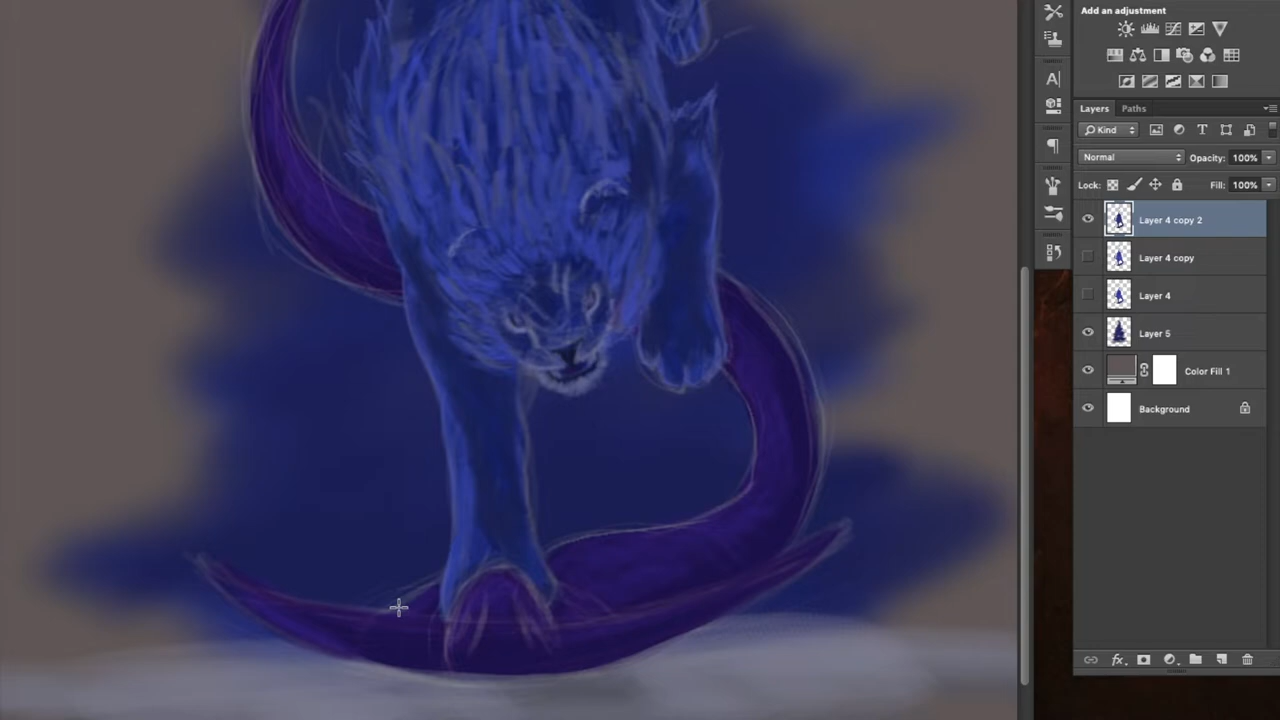 Add an adjustment
Layers Paths
Kind
Normal Opacity: 100%
Lock: Fill: 100%
Layer 4 copy 2
Layer 4 copy
Layer 4
Layer 5
Color Fill 1
Background
fx